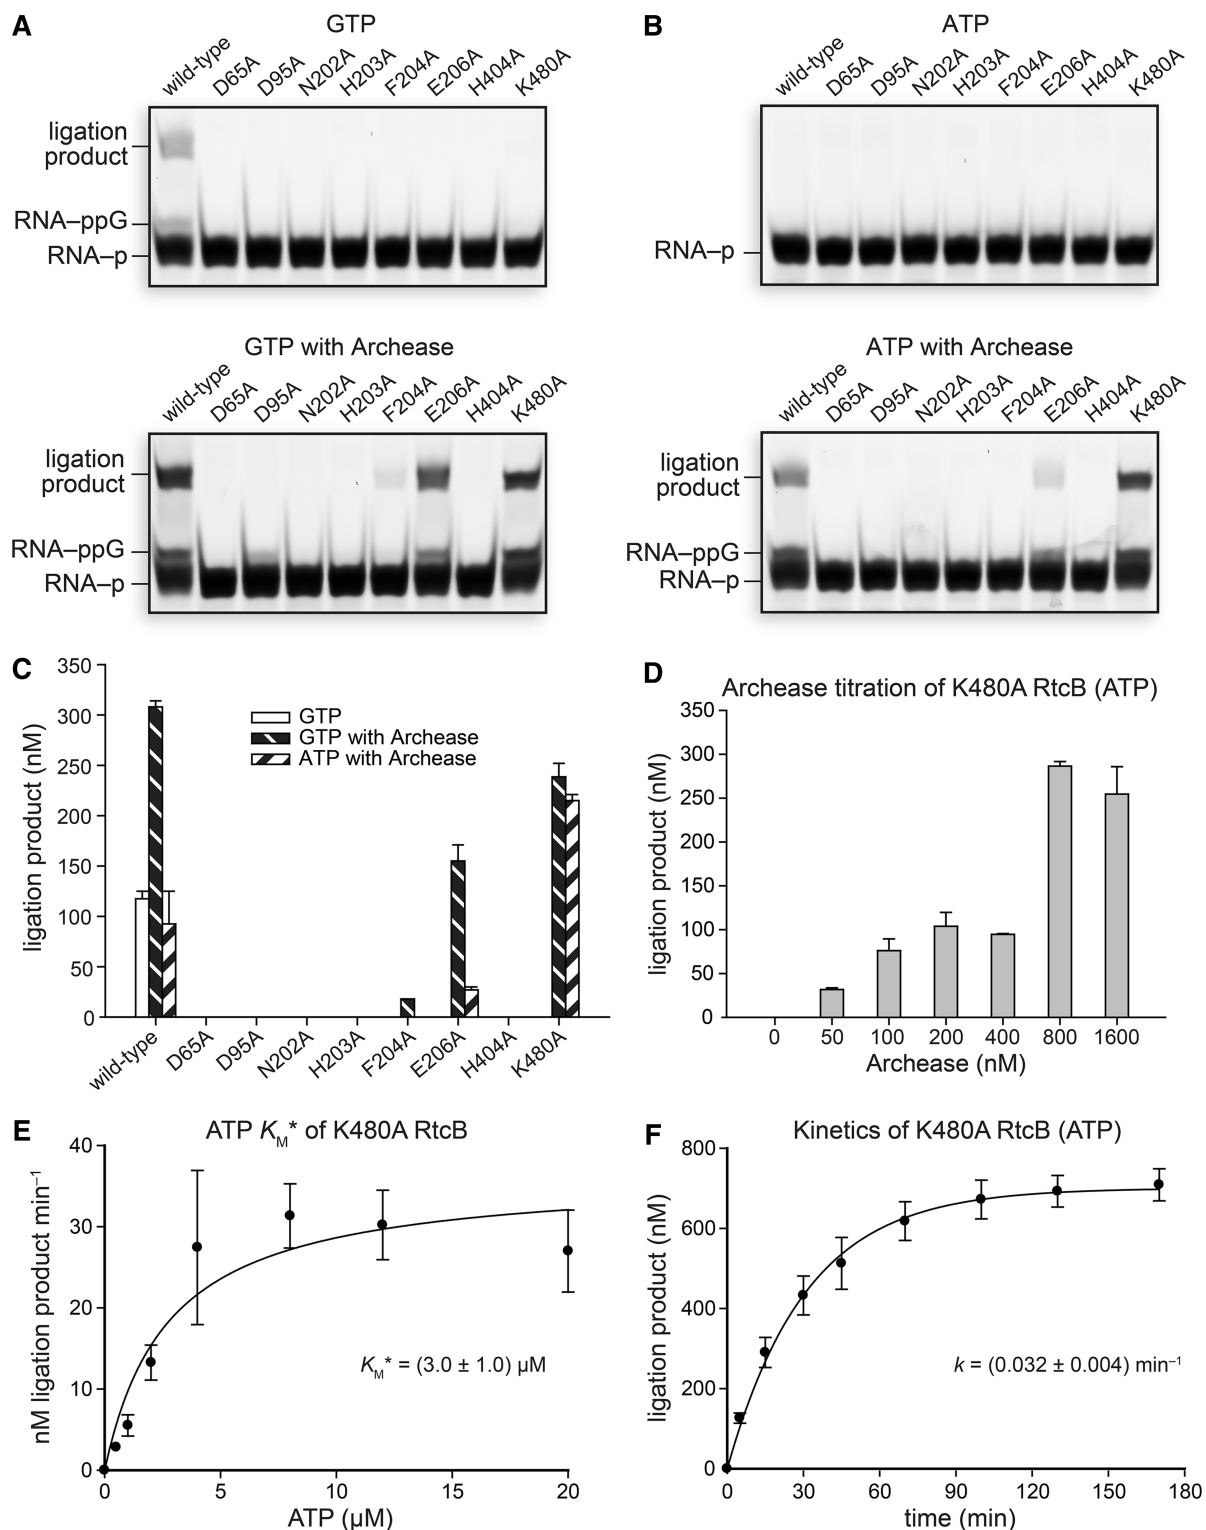 A
GTP
wild-type
D65A
D95A
N202A
H203A
F204A
E206A
H404A
K480A
ligation
product
RNA–ppG
RNA–p
GTP with Archease
wild-type
D65A
D95A
N202A
H203A
F204A
E206A
H404A
K480A
ligation
product
RNA–ppG
RNA–p
B
ATP
wild-type
D65A
D95A
N202A
H203A
F204A
E206A
H404A
K480A
RNA–p
ATP with Archease
wild-type
D65A
D95A
N202A
H203A
F204A
E206A
H404A
K480A
ligation
product
RNA–ppG
RNA–p
C
350
300
250
200
150
100
50
0
ligation product (nM)
GTP
GTP with Archease
ATP with Archease
wild-type
D65A
D95A
N202A
H203A
F204A
E206A
H404A
K480A
D
Archease titration of K480A RtcB (ATP)
350
300
250
200
150
100
50
0
ligation product (nM)
0 50 100 200 400 800 1600
Archease (nM)
E
ATP K_M* of K480A RtcB
40
30
20
10
0
nM ligation product min⁻¹
K_M* = (3.0 ± 1.0) µM
0 5 10 15 20
ATP (µM)
F
Kinetics of K480A RtcB (ATP)
800
600
400
200
0
ligation product (nM)
k = (0.032 ± 0.004) min⁻¹
0 30 60 90 120 150 180
time (min)